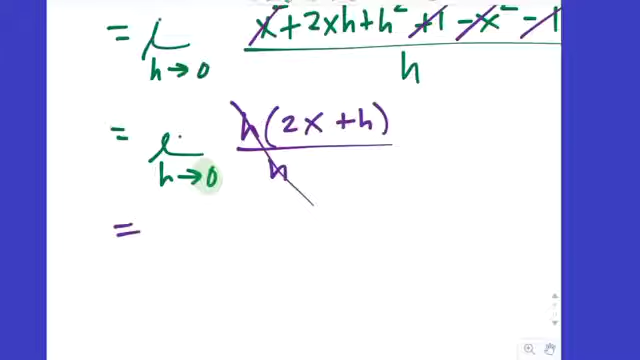 = lim h→0 x² + 2xh + h² + 1 - x² - 1 / h
= lim h→0 h(2x + h) / h
=